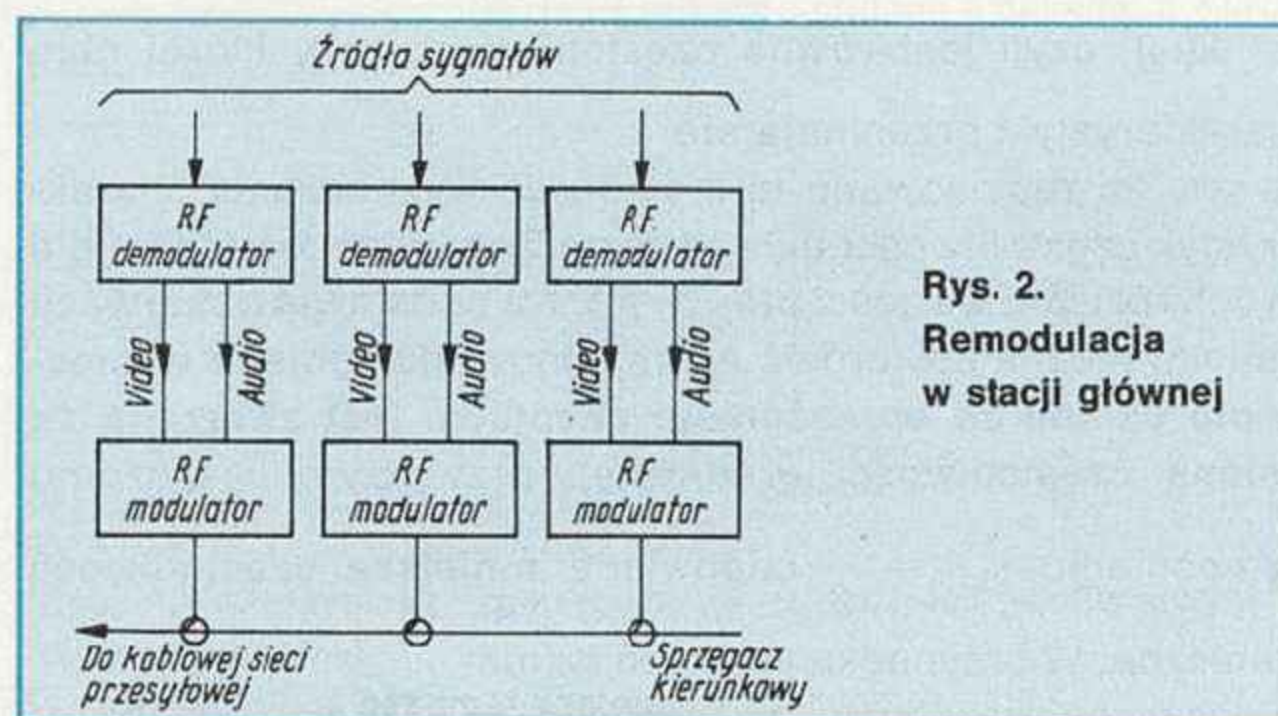 Źródła sygnałów
RF
demodulator
RF
demodulator
RF
demodulator
Video
Audio
Video
Audio
Video
Audio
RF
modulator
RF
modulator
RF
modulator
Do kablowej sieci
przesyłowej
Sprzęgacz
kierunkowy
Rys. 2.
Remodulacja
w stacji głównej